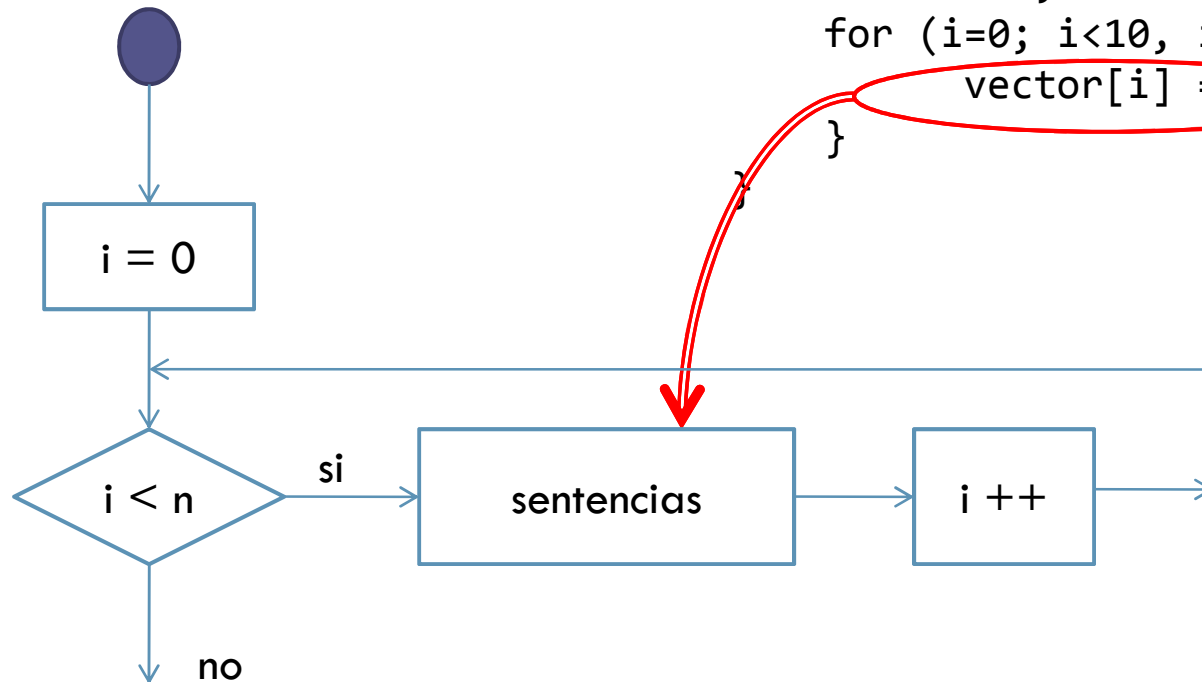 for (i=0; i<10,
vector[i] =
}
}
i = 0
i < n
si
sentencias
i ++
no